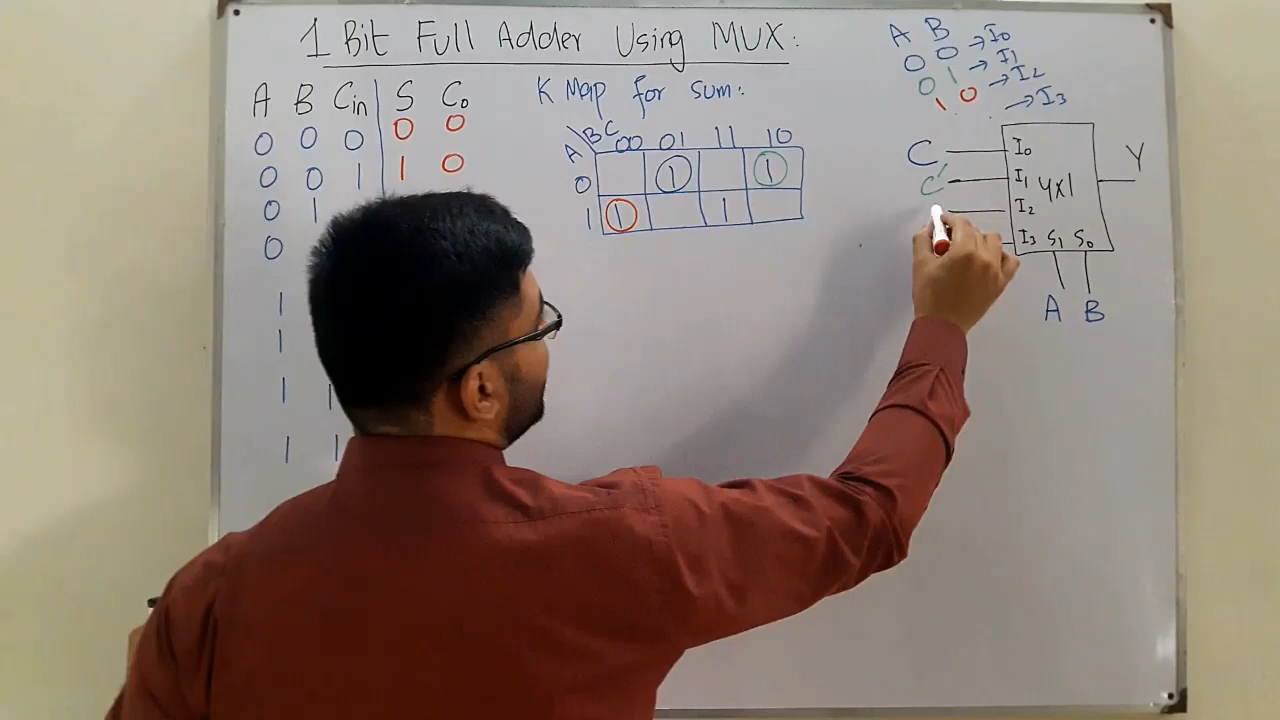 1 Bit Full Adder Using MUX:
A B Cin S Co
0 0 0 0 0
0 0 1 1 0
0 1
0
1
1
1 1
1 1
K Map for sum:
A \ BC 00 01 11 10
0 1 1
1 1 1
A B
0 0 → I0
0 1 → I1
1 0 → I2
→ I3
C I0
C' I1 4x1 Y
I2
I3 S1 S0
A B